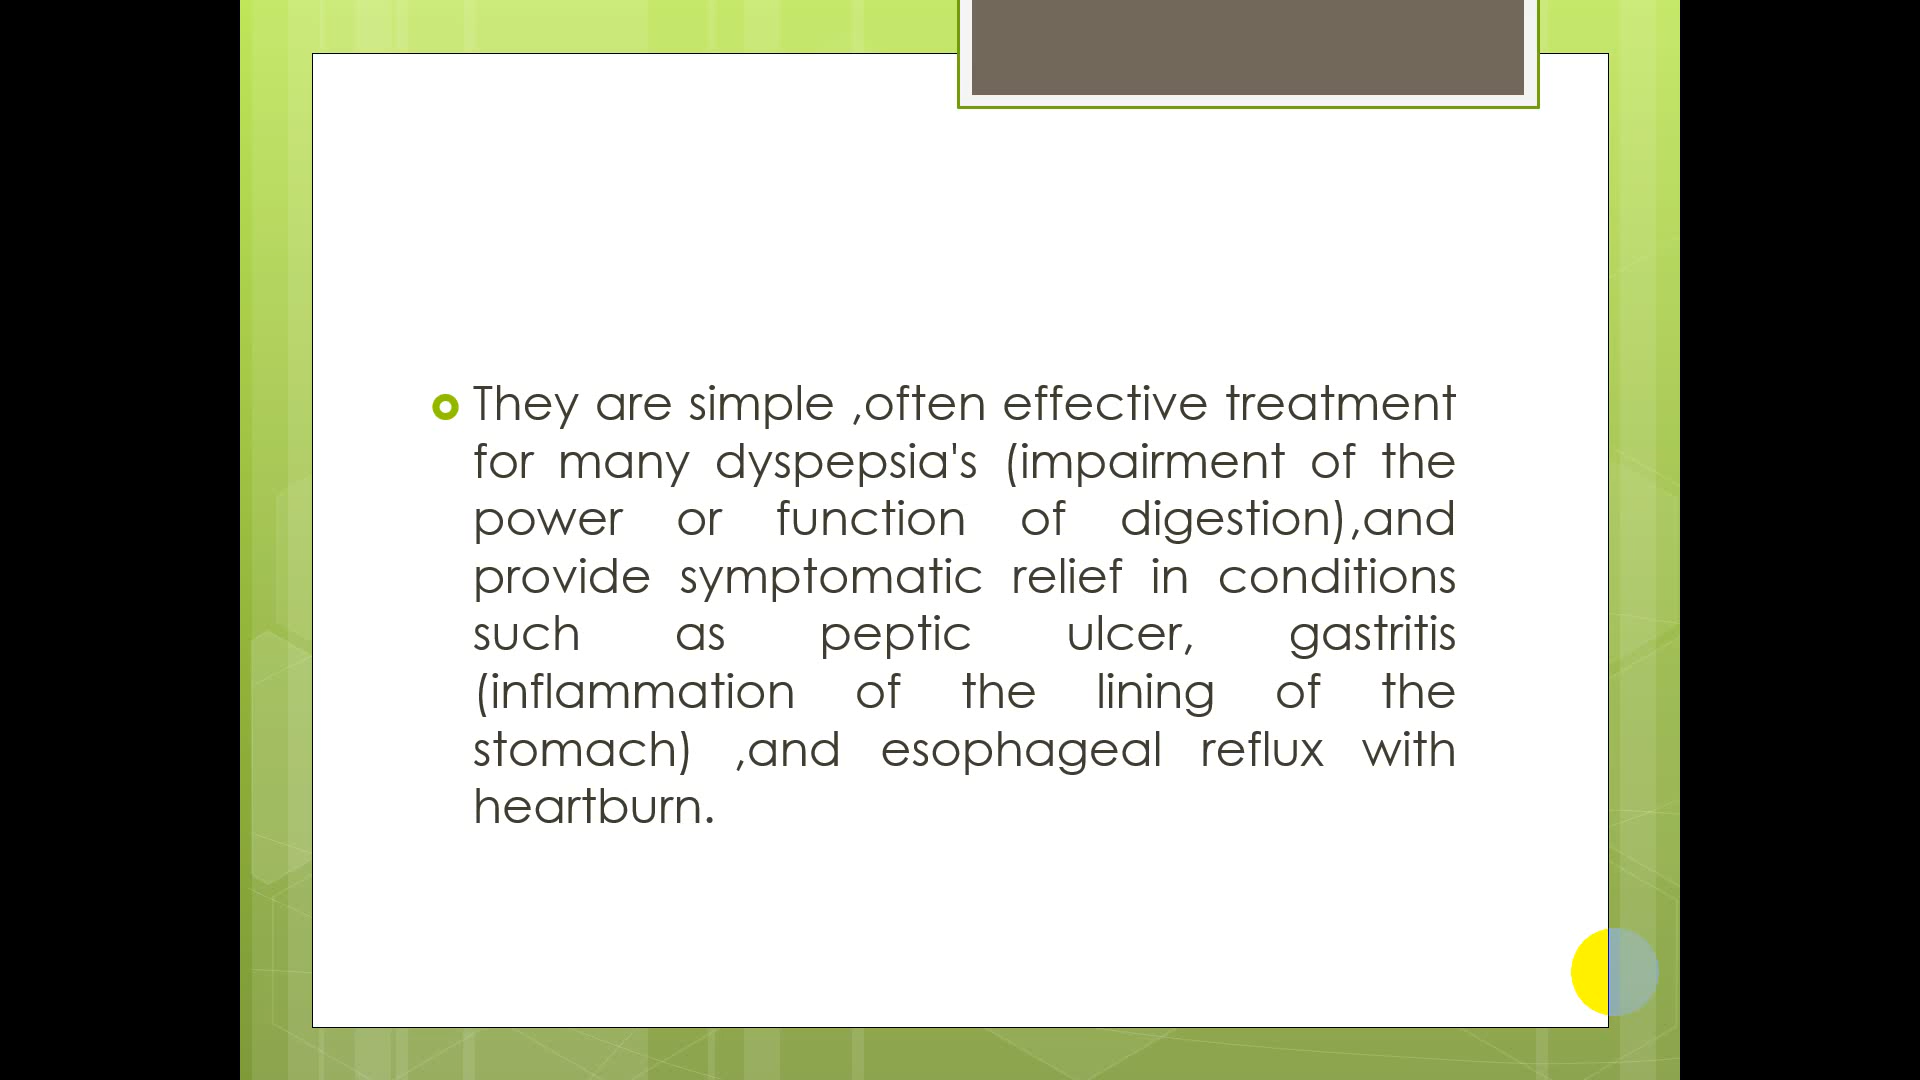 They are simple ,often effective treatment
for many dyspepsia's (impairment of the
power or function of digestion),and
provide symptomatic relief in conditions
such as peptic ulcer, gastritis
(inflammation of the lining of the
stomach) ,and esophageal reflux with
heartburn.